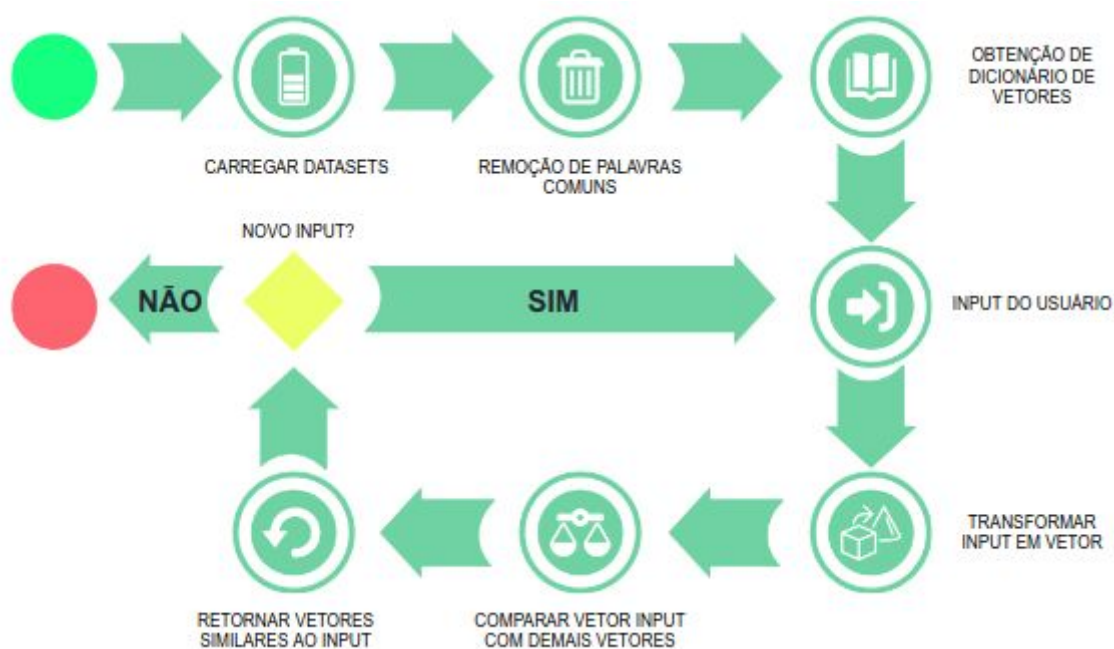 OBTENÇÃO DE
DICIONÁRIO DE
VETORES
CARREGAR DATASETS
REMOÇÃO DE PALAVRAS
COMUNS
NOVO INPUT?
NÃO
SIM
INPUT DO USUÁRIO
TRANSFORMAR
INPUT EM VETOR
RETORNAR VETORES
SIMILARES AO INPUT
COMPARAR VETOR INPUT
COM DEMAIS VETORES